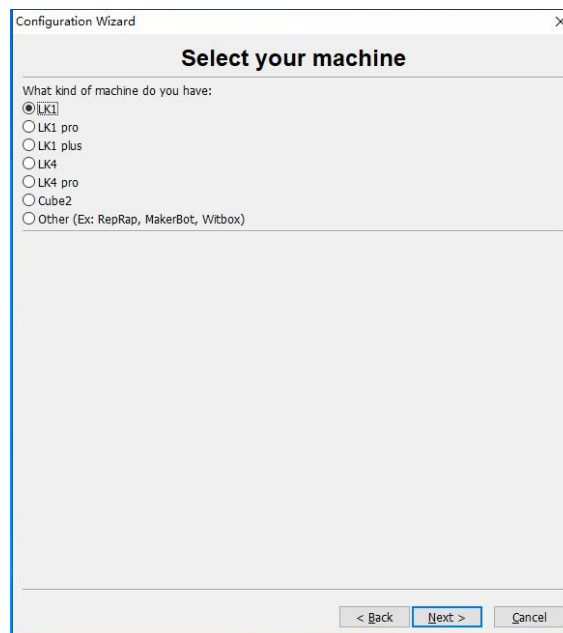 Configuration Wizard
Select your machine
What kind of machine do you have:
LK1
LK1 pro
LK1 plus
LK4
LK4 pro
Cube2
Other (Ex: RepRap, MakerBot, Witbox)
< Back Next > Cancel